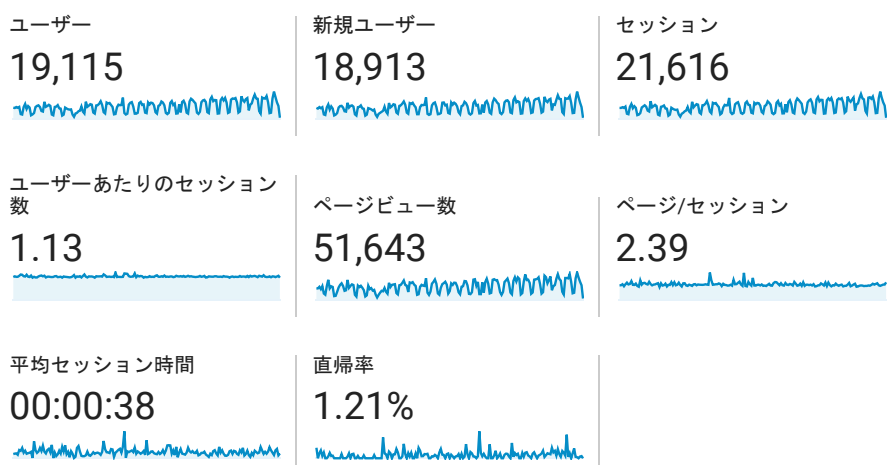 ユーザー
19,115
新規ユーザー
18,913
セッション
21,616
ユーザーあたりのセッション
数
1.13
ページビュー数
51,643
ページ/セッション
2.39
平均セッション時間
00:00:38
直帰率
1.21%